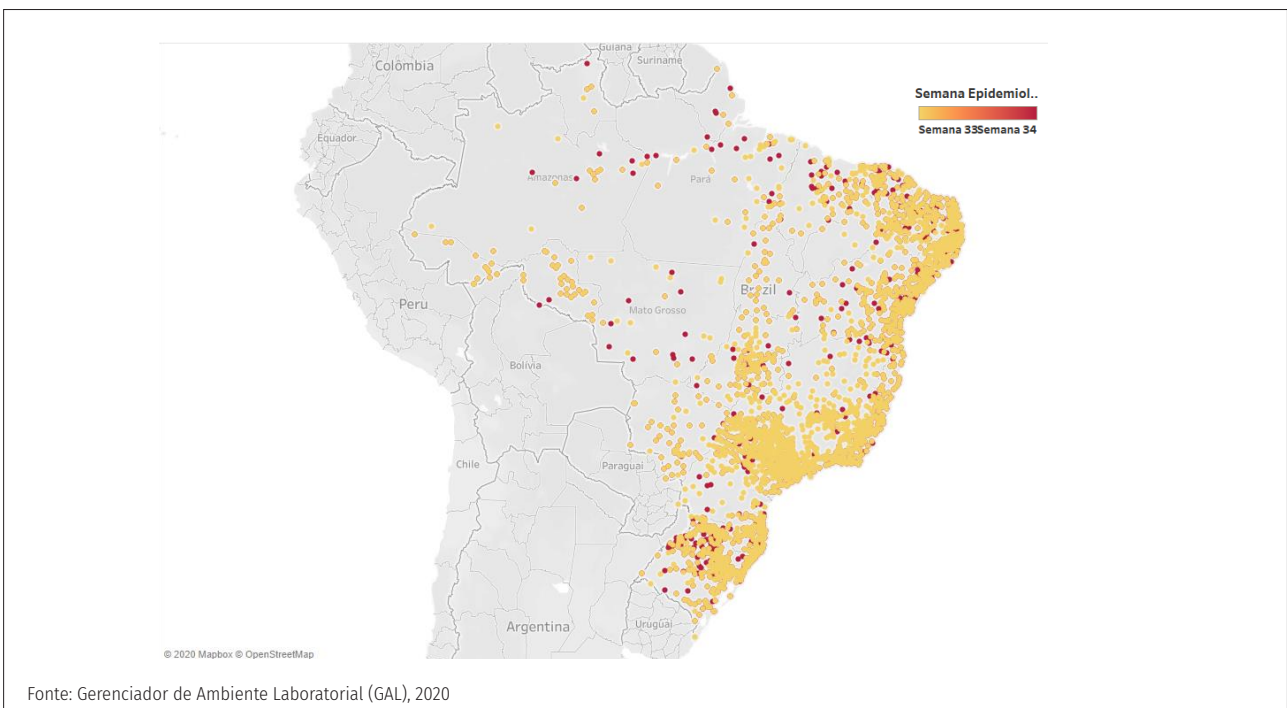 Guiana
Suriname
Colômbia
Semana Epidemiol..
Semana 33Semana 34
Equador
Amazonas
Pará
Brazil
Peru
Mato Grosso
Bolívia
Chile
Paraguai
Argentina
Uruguai
© 2020 Mapbox © OpenStreetMap
Fonte: Gerenciador de Ambiente Laboratorial (GAL), 2020